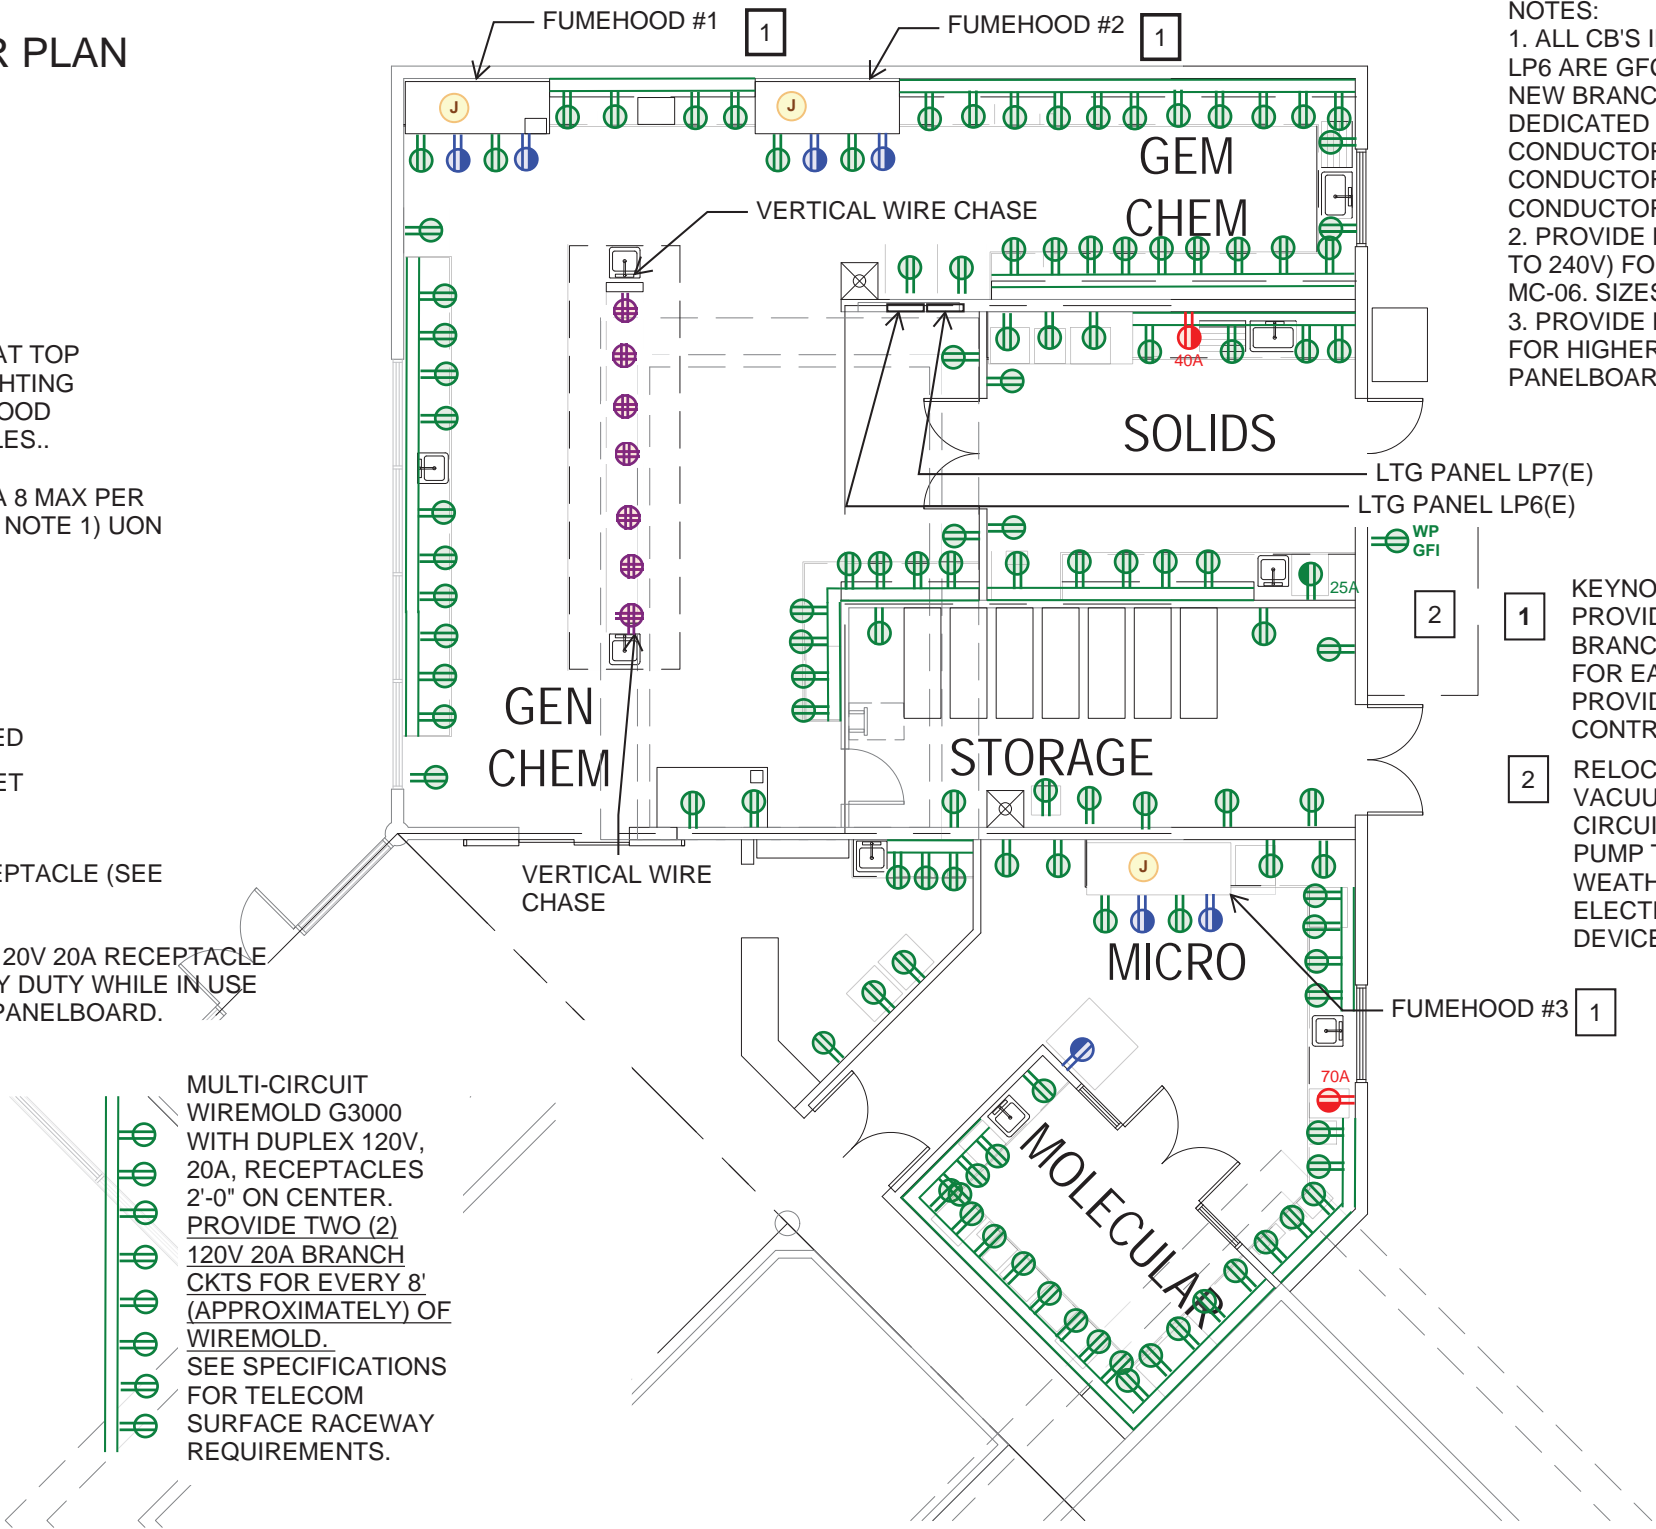 R PLAN
FUMEHOOD #1
1
FUMEHOOD #2
1
J
J
GEM
CHEM
VERTICAL WIRE CHASE
NOTES:
1. ALL CB'S I
LP6 ARE GF
NEW BRANC
DEDICATED
CONDUCTOR
CONDUCTOR
CONDUCTOR
2. PROVIDE
TO 240V) FO
MC-06. SIZES
3. PROVIDE
FOR HIGHER
PANELBOAR
AT TOP
HTING
OOD
LES..
A 8 MAX PER
NOTE 1) UON
40A
SOLIDS
LTG PANEL LP7(E)
LTG PANEL LP6(E)
WP
GFI
25A
2
1
KEYNO
PROVID
BRANC
FOR EA
PROVID
CONTR
2
RELOC
VACUU
CIRCUI
PUMP T
WEATH
ELECT
DEVICE
GEN
CHEM
STORAGE
ED
ET
EPTACLE (SEE
20V 20A RECEPTACLE
Y DUTY WHILE IN USE
PANELBOARD.
VERTICAL WIRE
CHASE
J
MICRO
FUMEHOOD #3
1
70A
MOLECULAR
MULTI-CIRCUIT
WIREMOLD G3000
WITH DUPLEX 120V,
20A, RECEPTACLES
2'-0" ON CENTER.
PROVIDE TWO (2)
120V 20A BRANCH
CKTS FOR EVERY 8'
(APPROXIMATELY) OF
WIREMOLD.
SEE SPECIFICATIONS
FOR TELECOM
SURFACE RACEWAY
REQUIREMENTS.